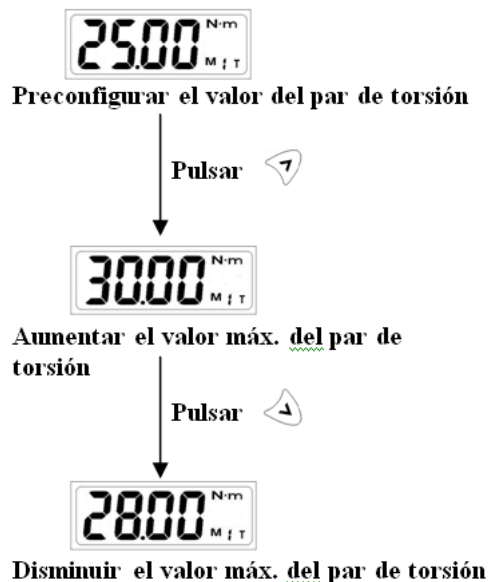 25.00 N·m
M f T
Preconfigurar el valor del par de torsión
Pulsar
30.00 N·m
M f T
Aumentar el valor máx. del par de
torsión
Pulsar
28.00 N·m
M f T
Disminuir el valor máx. del par de torsión